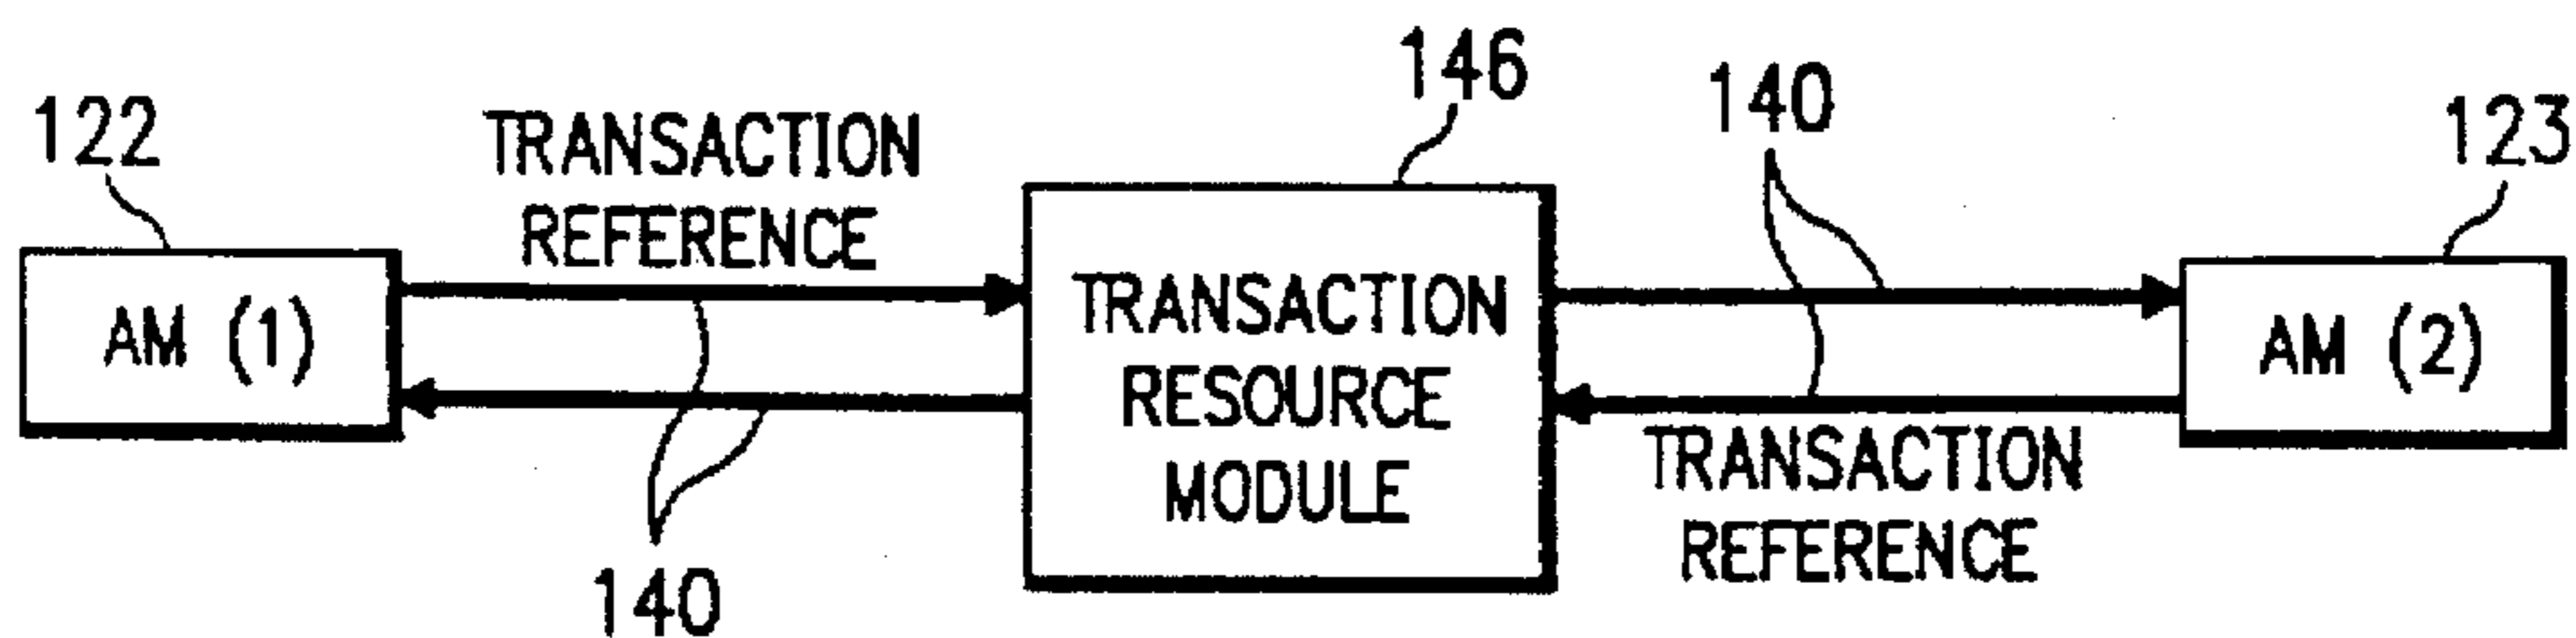 122
TRANSACTION
REFERENCE
146
140
123
AM (1)
TRANSACTION
RESOURCE
MODULE
AM (2)
TRANSACTION
REFERENCE
140